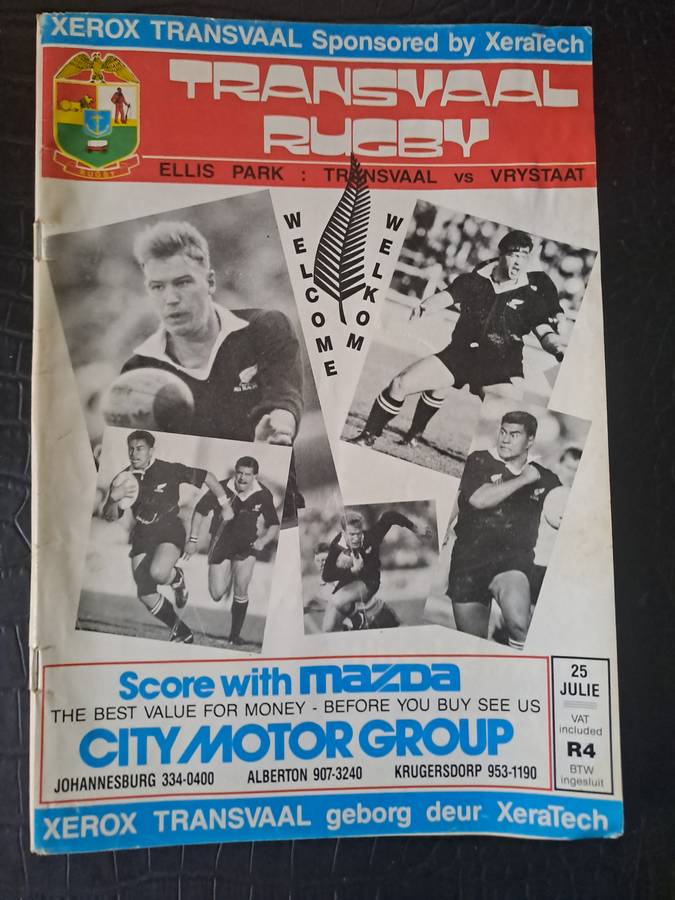 XEROX TRANSVAAL Sponsored by XeraTech
TRANSVAAL
RUGBY
RUGBY
ELLIS PARK : TRANSVAAL vs VRYSTAAT
WELCOME
WELKOM
Score with mazda
THE BEST VALUE FOR MONEY - BEFORE YOU BUY SEE US
CITY MOTOR GROUP
JOHANNESBURG 334-0400 ALBERTON 907-3240 KRUGERSDORP 953-1190
25
JULIE
VAT
included
R4
BTW
ingesluit
XEROX TRANSVAAL geborg deur XeraTech